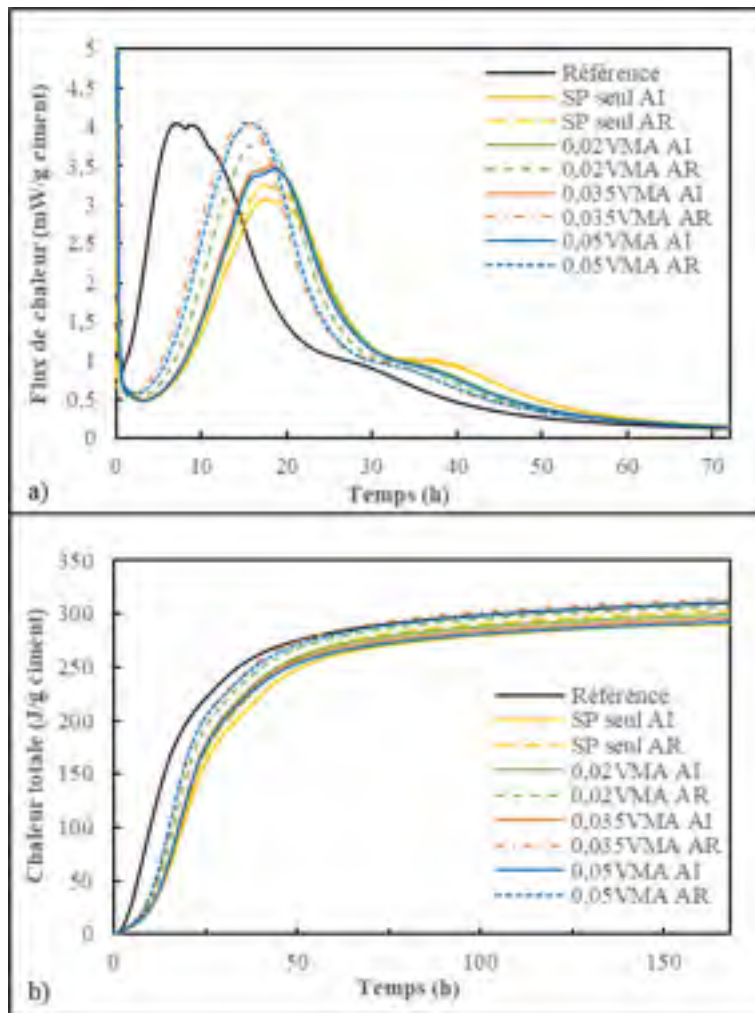 5
4.5
4
3.5
3
2.5
2
1.5
1
0.5
0
Flux de chaleur (mW/g ciment)
Référence
SP seul AI
SP seul AR
0,02VMA AI
0,02VMA AR
0,035VMA AI
0,035VMA AR
0,05VMA AI
0,05VMA AR
0 10 20 30 40 50 60 70
Temps (h)
a)
350
300
250
200
150
100
50
0
Chaleur totale (J/g ciment)
Référence
SP seul AI
SP seul AR
0,02VMA AI
0,02VMA AR
0,035VMA AI
0,035VMA AR
0,05VMA AI
0,05VMA AR
0 50 100 150
Temps (h)
b)